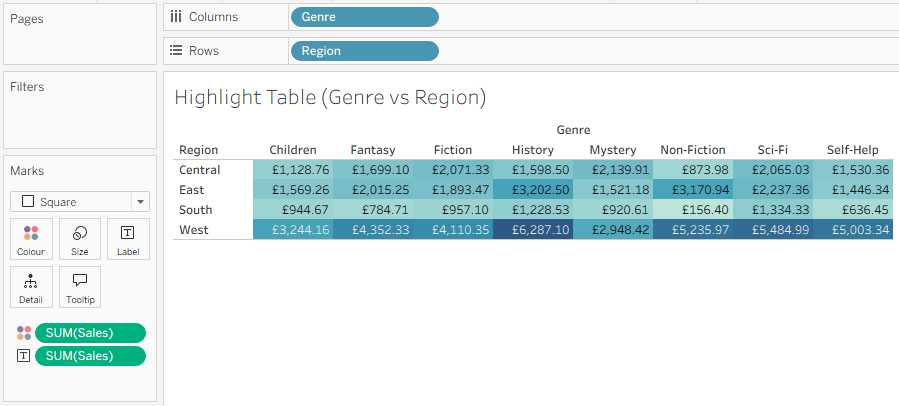 Pages
Columns
Genre
Rows
Region
Filters
Highlight Table (Genre vs Region)
Genre
Region Children Fantasy Fiction History Mystery Non-Fiction Sci-Fi Self-Help
Central £1,128.76 £1,699.10 £2,071.33 £1,598.50 £2,139.91 £873.98 £2,065.03 £1,530.36
East £1,569.26 £2,015.25 £1,893.47 £3,202.50 £1,521.18 £3,170.94 £2,237.36 £1,446.34
South £944.67 £784.71 £957.10 £1,228.53 £920.61 £156.40 £1,334.33 £636.45
West £3,244.16 £4,352.33 £4,110.35 £6,287.10 £2,948.42 £5,235.97 £5,484.99 £5,003.34
Marks
Square
Colour Size Label
T
Detail Tooltip
SUM(Sales)
T SUM(Sales)